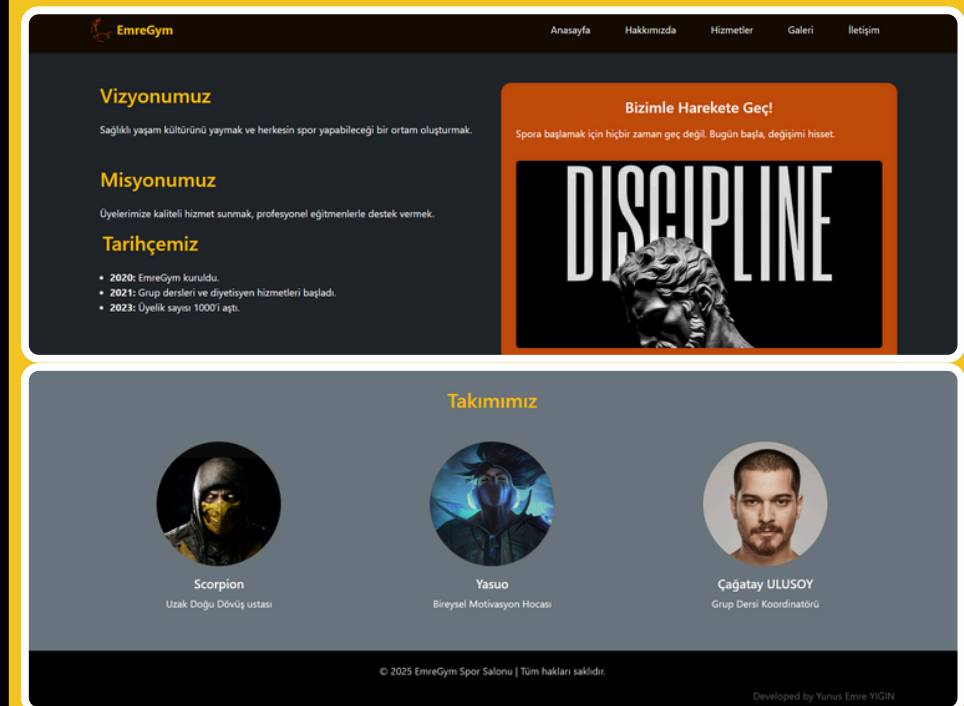 EmreGym
Anasayfa
Hakkımızda
Hizmetler
Galeri
İletişim
Vizyonumuz
Sağlıklı yaşam kültürünü yaymak ve herkesin spor yapabileceği bir ortam oluşturmak.
Misyonumuz
Üyelerimize kaliteli hizmet sunmak, profesyonel eğitmenlerle destek vermek.
Tarihçemiz
• 2020: EmreGym kuruldu.
• 2021: Grup dersleri ve diyetisyen hizmetleri başladı.
• 2023: Üyelik sayısı 1000'i aştı.
Bizimle Harekete Geç!
Spora başlamak için hiçbir zaman geç değil. Bugün başla, değişimi hisset.
DISCIPLINE
Takımımız
Scorpion
Uzak Doğu Dövüş ustası
Yasuo
Bireysel Motivasyon Hocası
Çağatay ULUSOY
Grup Dersi Koordinatörü
© 2025 EmreGym Spor Salonu | Tüm hakları saklıdır.
Developed by Yunus Emre YIĞIN